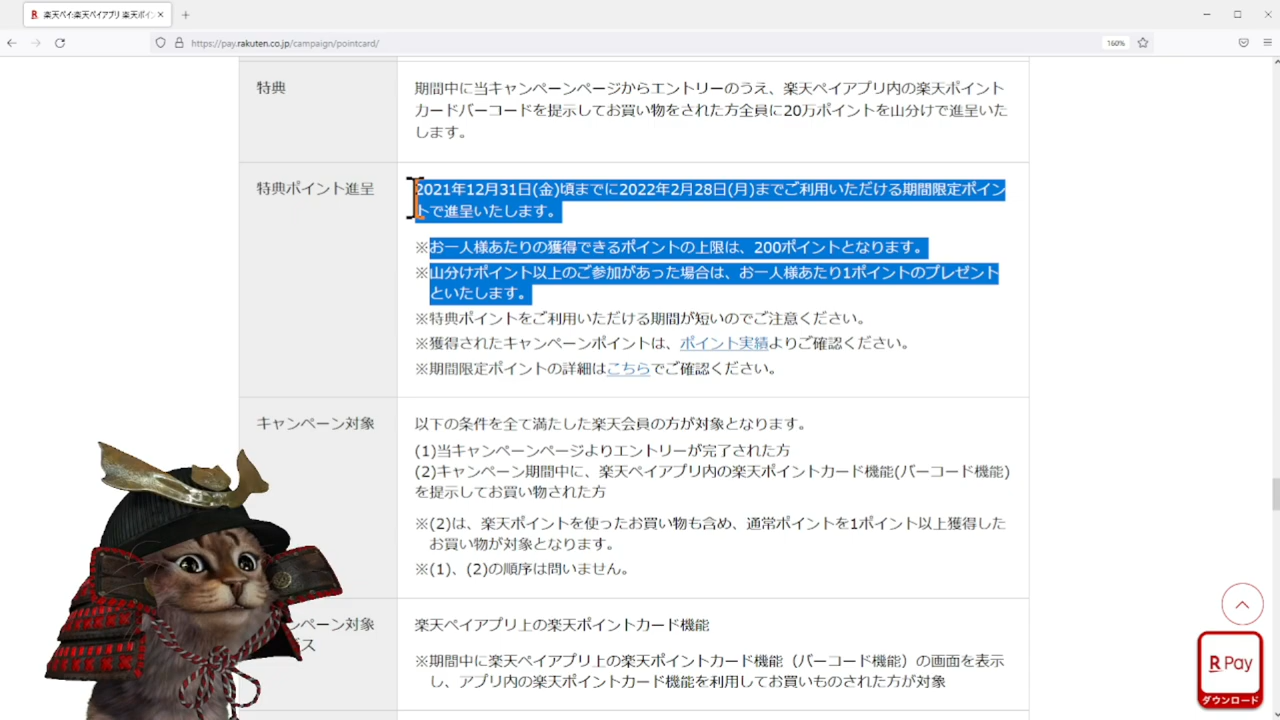 楽天ペイ:楽天ペイアプリ 楽天ポイン
https://pay.rakuten.co.jp/campaign/pointcard/
160%
特典
期間中に当キャンペーンページからエントリーのうえ、楽天ペイアプリ内の楽天ポイント
カードバーコードを提示してお買い物をされた方全員に20万ポイントを山分けで進呈いた
します。
特典ポイント進呈
2021年12月31日(金)頃までに2022年2月28日(月)までご利用いただける期間限定ポイン
トで進呈いたします。
※お一人様あたりの獲得できるポイントの上限は、200ポイントとなります。
※山分けポイント以上のご参加があった場合は、お一人様あたり1ポイントのプレゼント
といたします。
※特典ポイントをご利用いただける期間が短いのでご注意ください。
※獲得されたキャンペーンポイントは、ポイント実績よりご確認ください。
※期間限定ポイントの詳細はこちらでご確認ください。
キャンペーン対象
以下の条件を全て満たした楽天会員の方が対象となります。
(1)当キャンペーンページよりエントリーが完了された方
(2)キャンペーン期間中に、楽天ペイアプリ内の楽天ポイントカード機能(バーコード機能)
を提示してお買い物された方
※(2)は、楽天ポイントを使ったお買い物も含め、通常ポイントを1ポイント以上獲得した
お買い物が対象となります。
※(1)、(2)の順序は問いません。
ンペーン対象
ス
楽天ペイアプリ上の楽天ポイントカード機能
※期間中に楽天ペイアプリ上の楽天ポイントカード機能（バーコード機能）の画面を表示
し、アプリ内の楽天ポイントカード機能を利用してお買いものされた方が対象
R Pay
ダウンロード